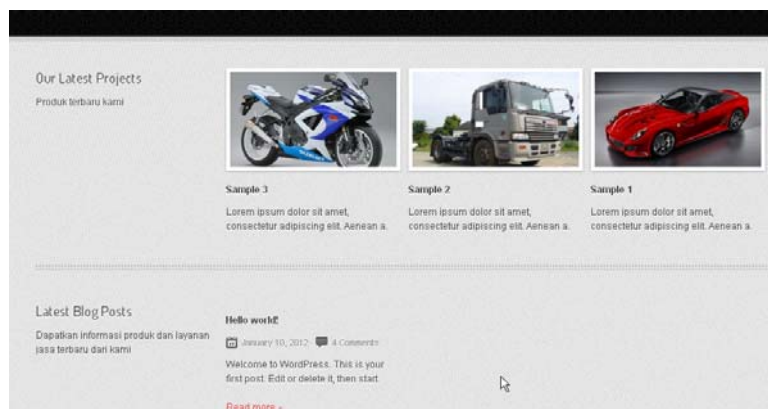 Our Latest Projects
Produk terbaru kami
Sample 3
Lorem ipsum dolor sit amet,
consectetur adipiscing elit. Aenean a.
Sample 2
Lorem ipsum dolor sit amet,
consectetur adipiscing elit. Aenean a.
Sample 1
Lorem ipsum dolor sit amet,
consectetur adipiscing elit. Aenean a.
Latest Blog Posts
Dapatkan informasi produk dan layanan
jasa terbaru dari kami
Hello world!
January 10, 2012
4 Comments
Welcome to WordPress. This is your
first post. Edit or delete it, then start
Read more »